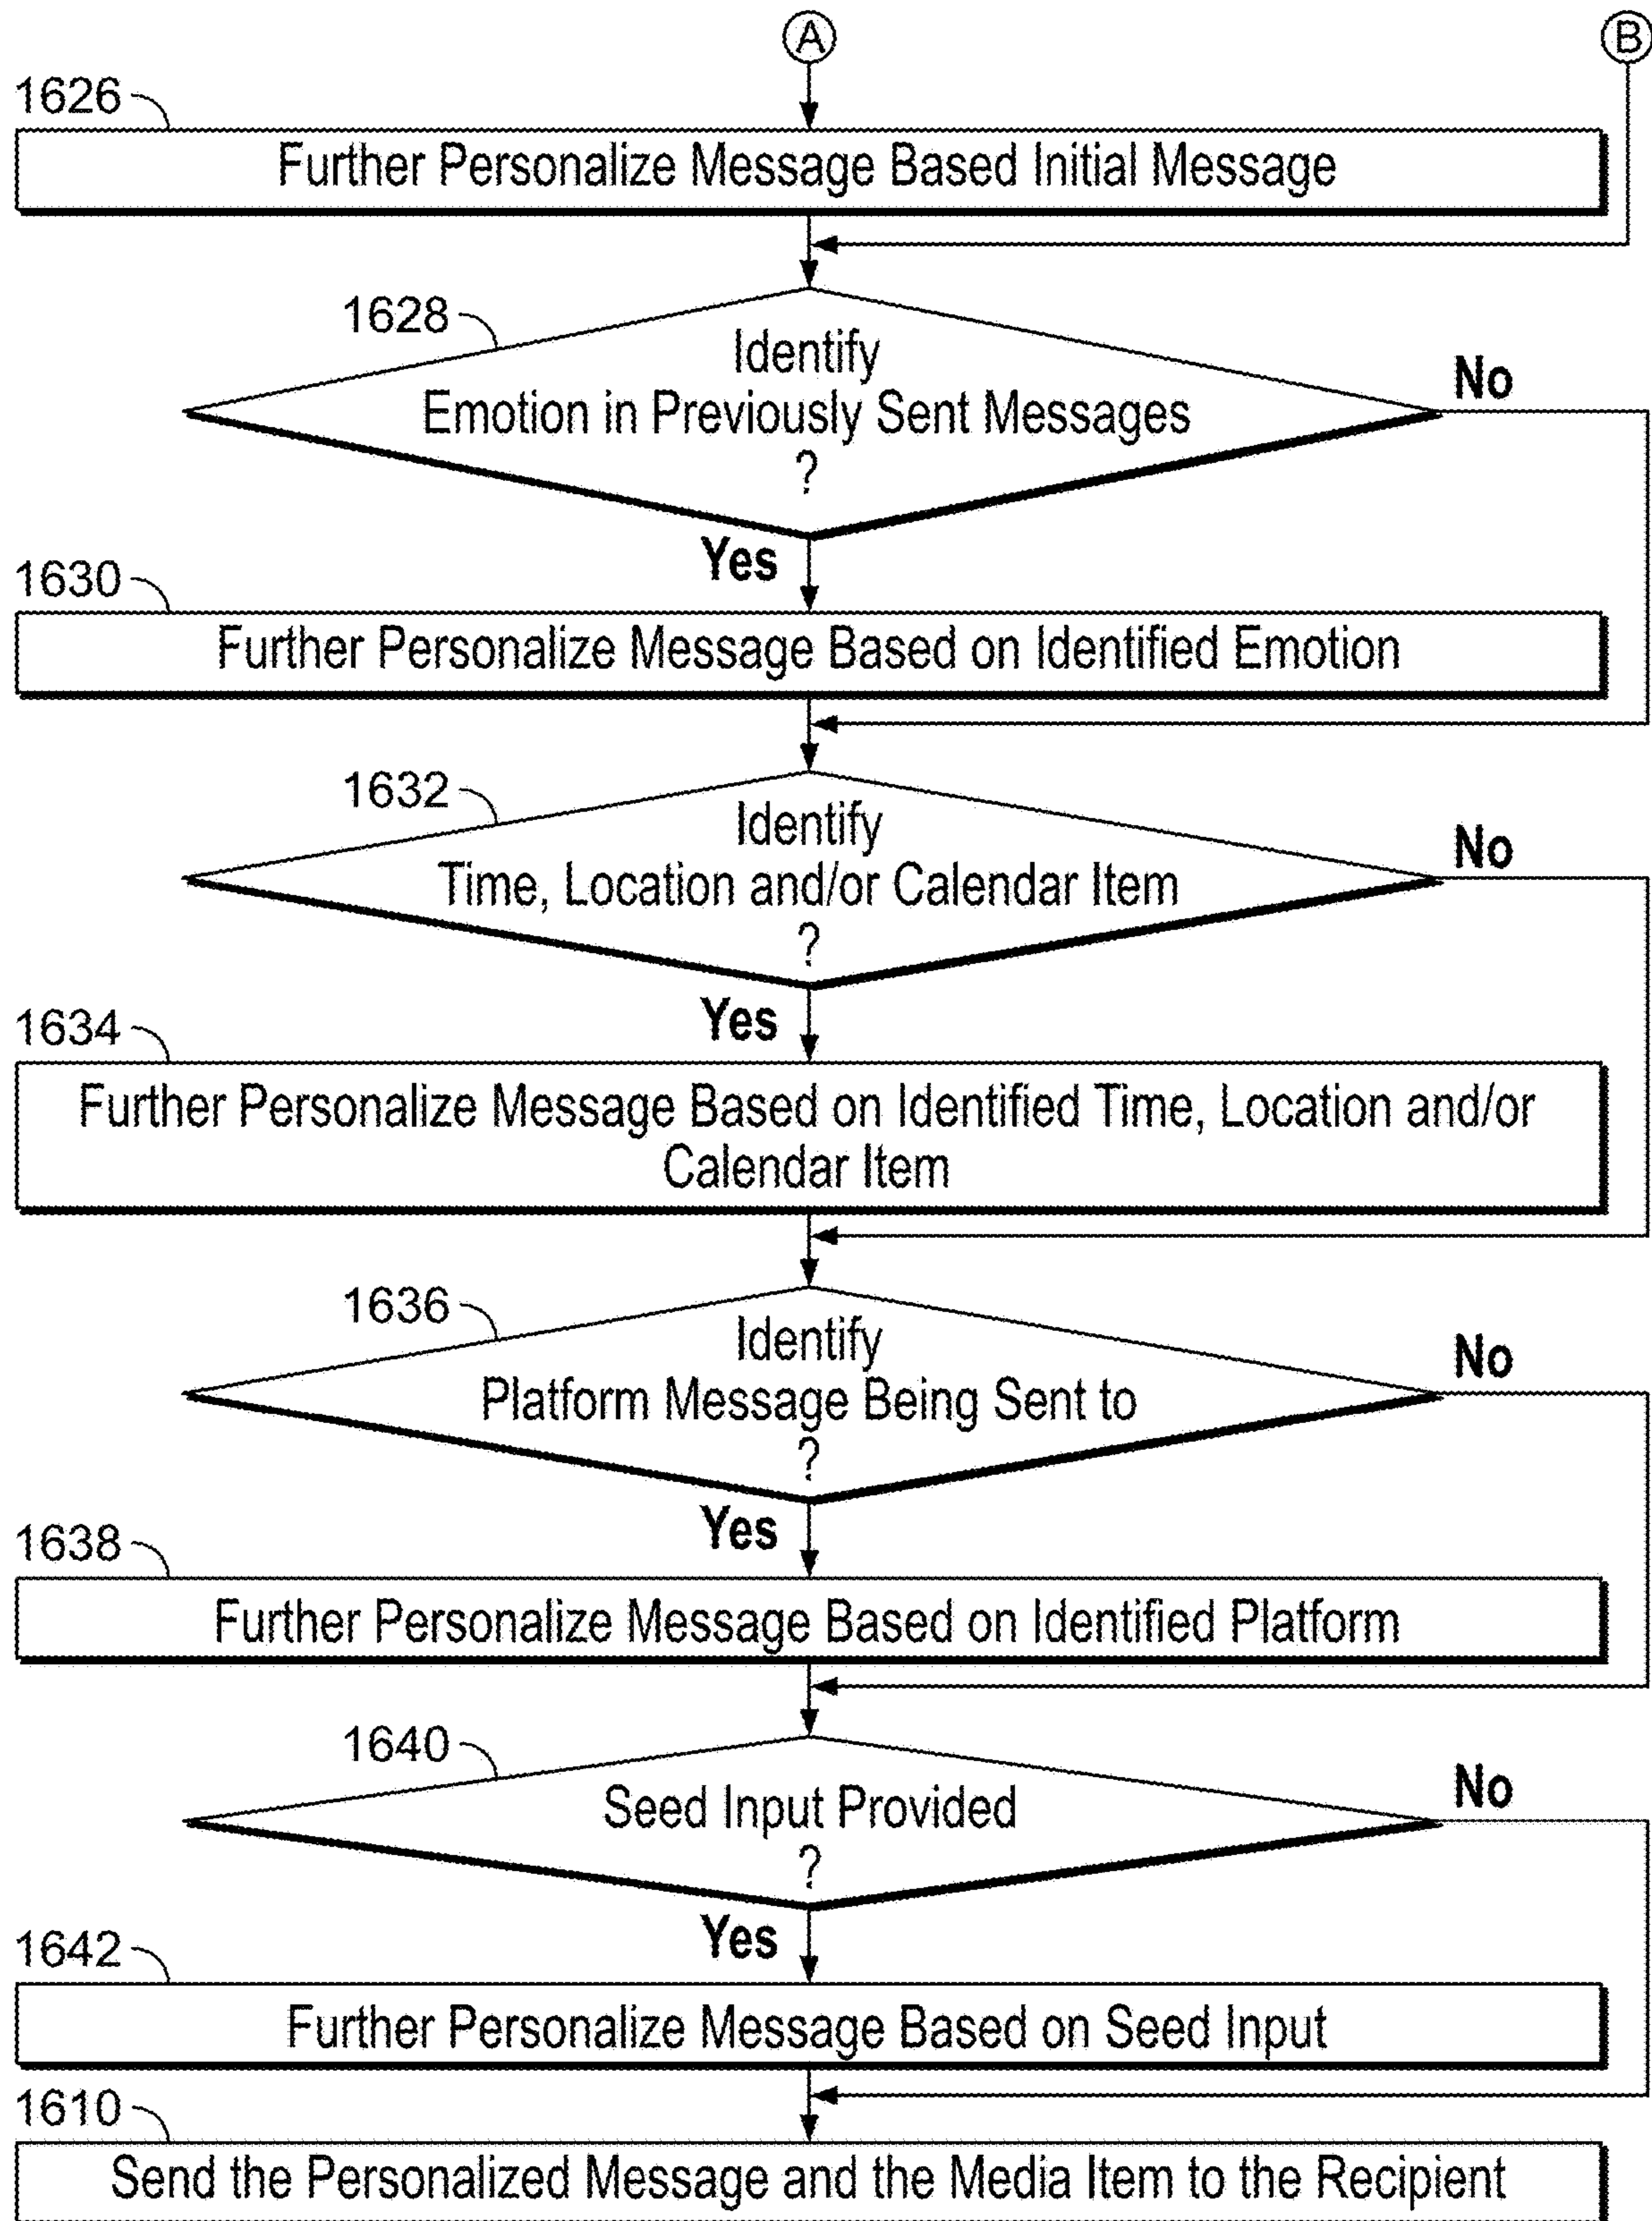 A
B
1626
Further Personalize Message Based Initial Message
1628
Identify
Emotion in Previously Sent Messages
?
No
Yes
1630
Further Personalize Message Based on Identified Emotion
1632
Identify
Time, Location and/or Calendar Item
?
No
Yes
1634
Further Personalize Message Based on Identified Time, Location and/or
Calendar Item
1636
Identify
Platform Message Being Sent to
?
No
Yes
1638
Further Personalize Message Based on Identified Platform
1640
Seed Input Provided
?
No
Yes
1642
Further Personalize Message Based on Seed Input
1610
Send the Personalized Message and the Media Item to the Recipient